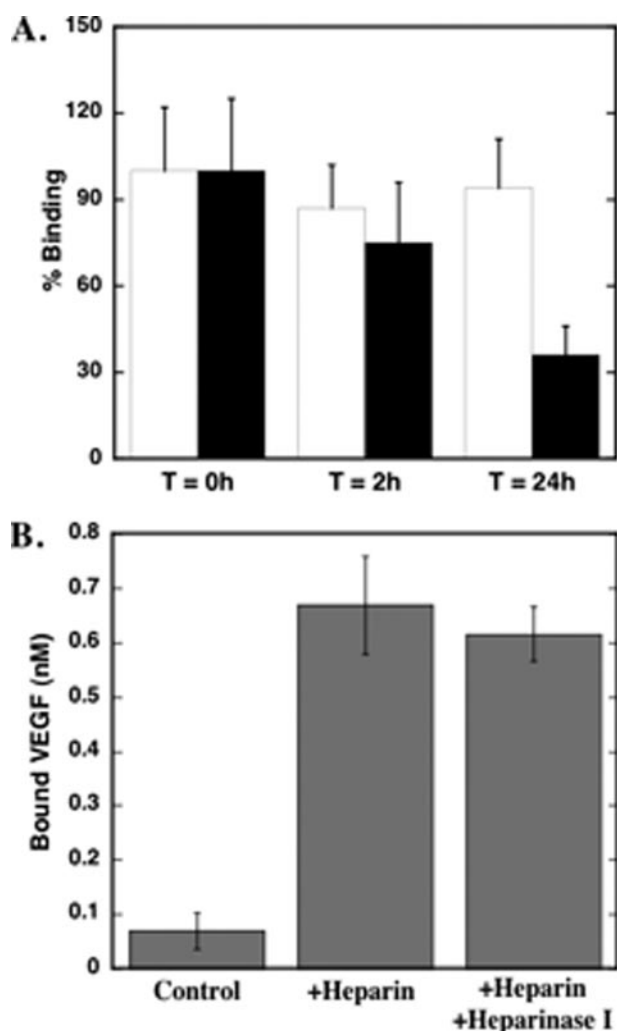 A.
150
120
90
60
30
0
% Binding
T = 0h T = 2h T = 24h
B.
0.8
0.7
0.6
0.5
0.4
0.3
0.2
0.1
0
Bound VEGF (nM)
Control +Heparin +Heparin
+Heparinase I